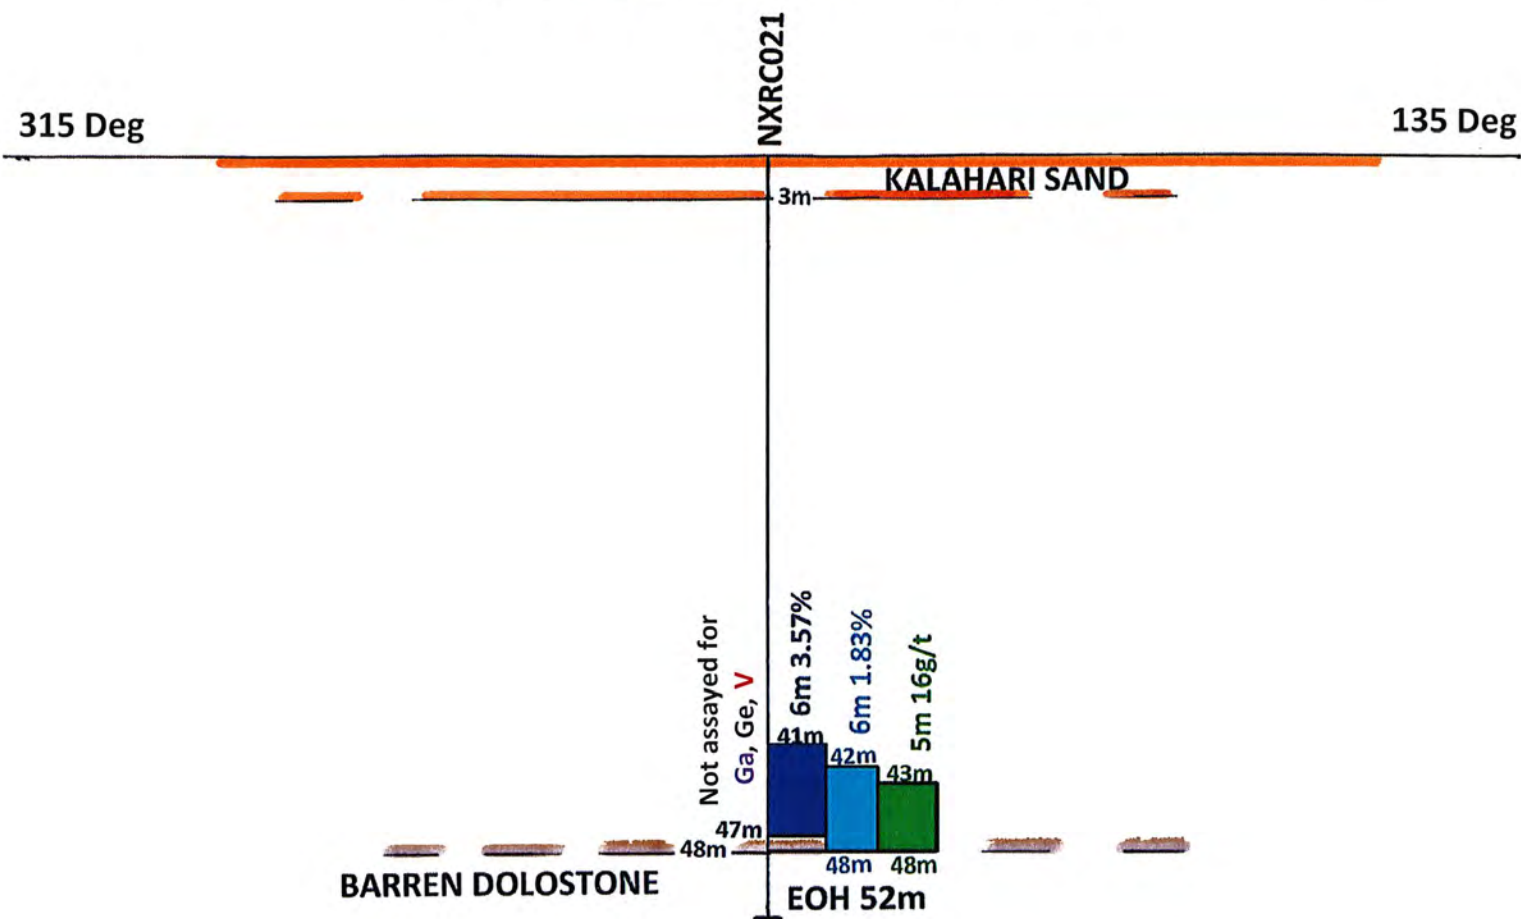 NXRC021
315 Deg
135 Deg
KALAHARI SAND
3m
Not assayed for
Ga, Ge, V
6m 3.57%
6m 1.83%
5m 16g/t
41m
42m
43m
47m
48m
48m
48m
BARREN DOLOSTONE
EOH 52m